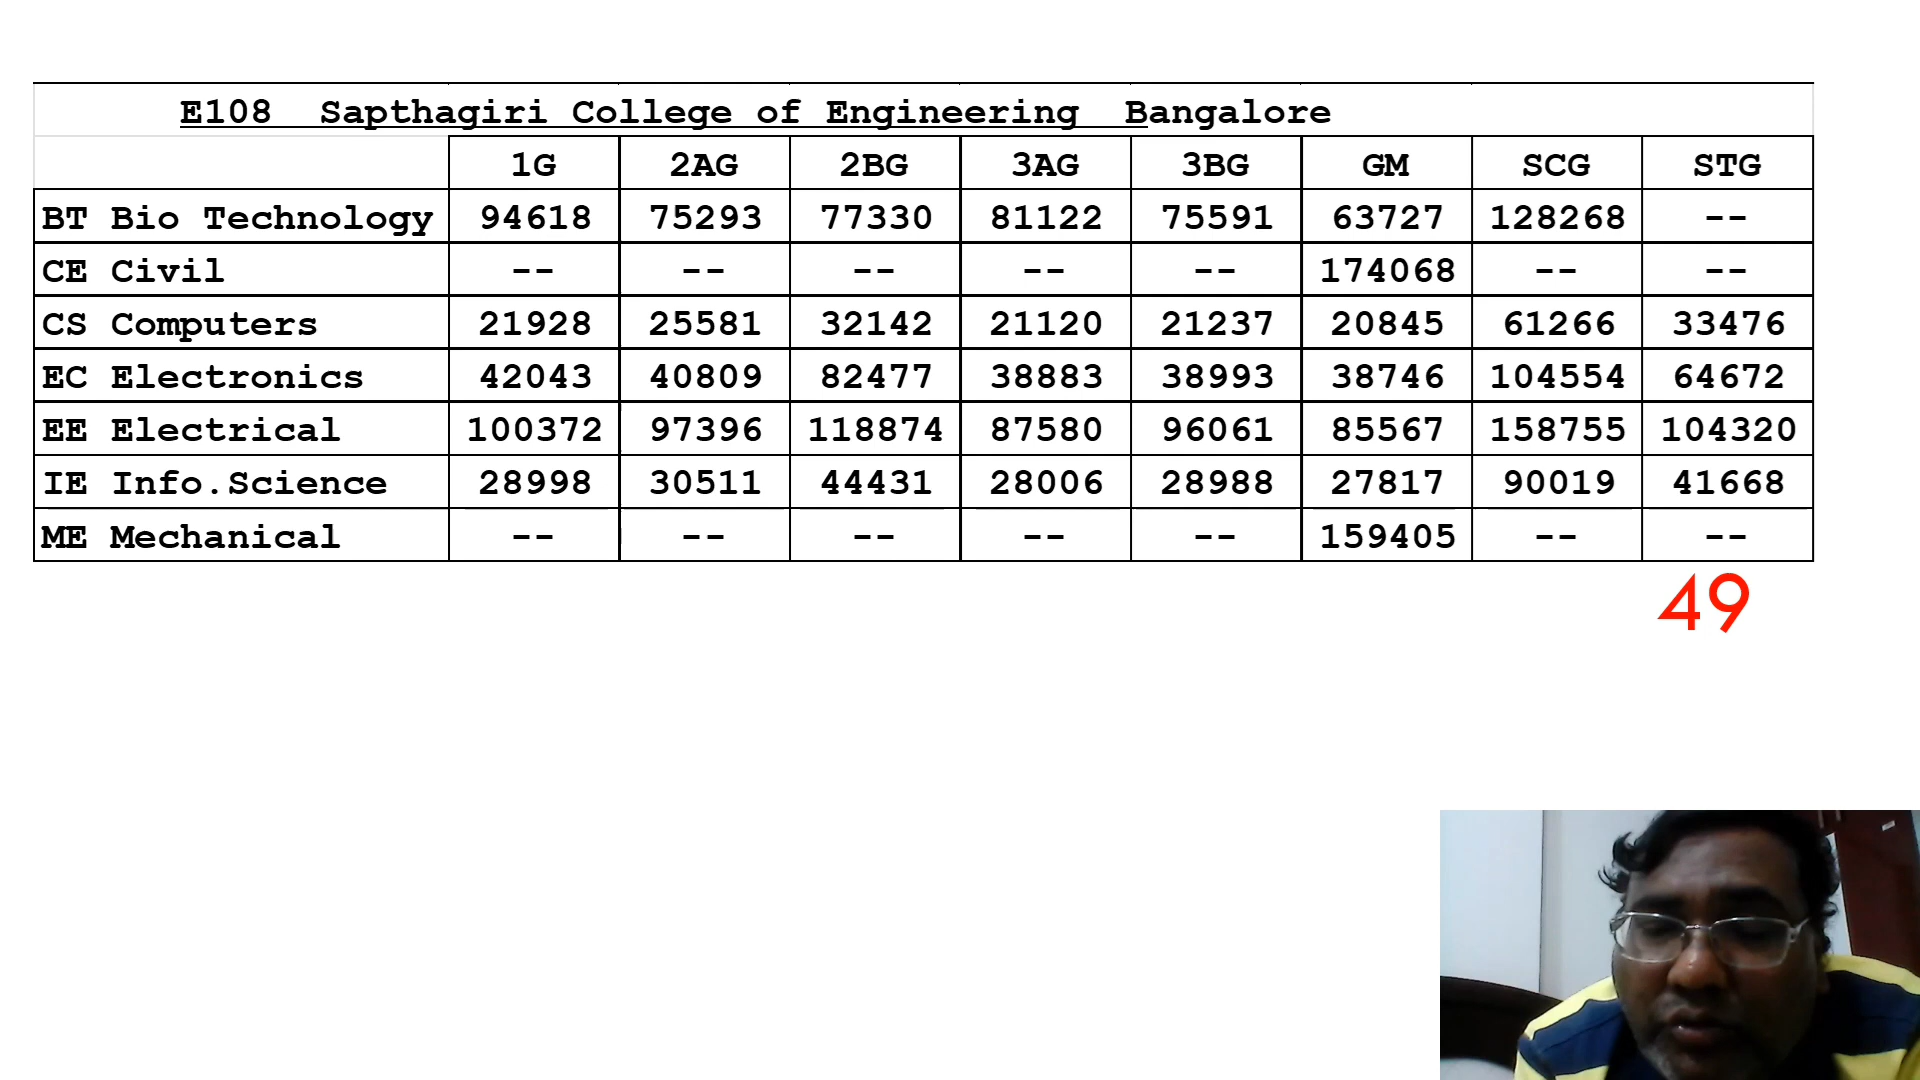 E108 Sapthagiri College of Engineering Bangalore
1G 2AG 2BG 3AG 3BG GM SCG STG
BT Bio Technology 94618 75293 77330 81122 75591 63727 128268 --
CE Civil -- -- -- -- -- 174068 -- --
CS Computers 21928 25581 32142 21120 21237 20845 61266 33476
EC Electronics 42043 40809 82477 38883 38993 38746 104554 64672
EE Electrical 100372 97396 118874 87580 96061 85567 158755 104320
IE Info.Science 28998 30511 44431 28006 28988 27817 90019 41668
ME Mechanical -- -- -- -- -- 159405 -- --
49